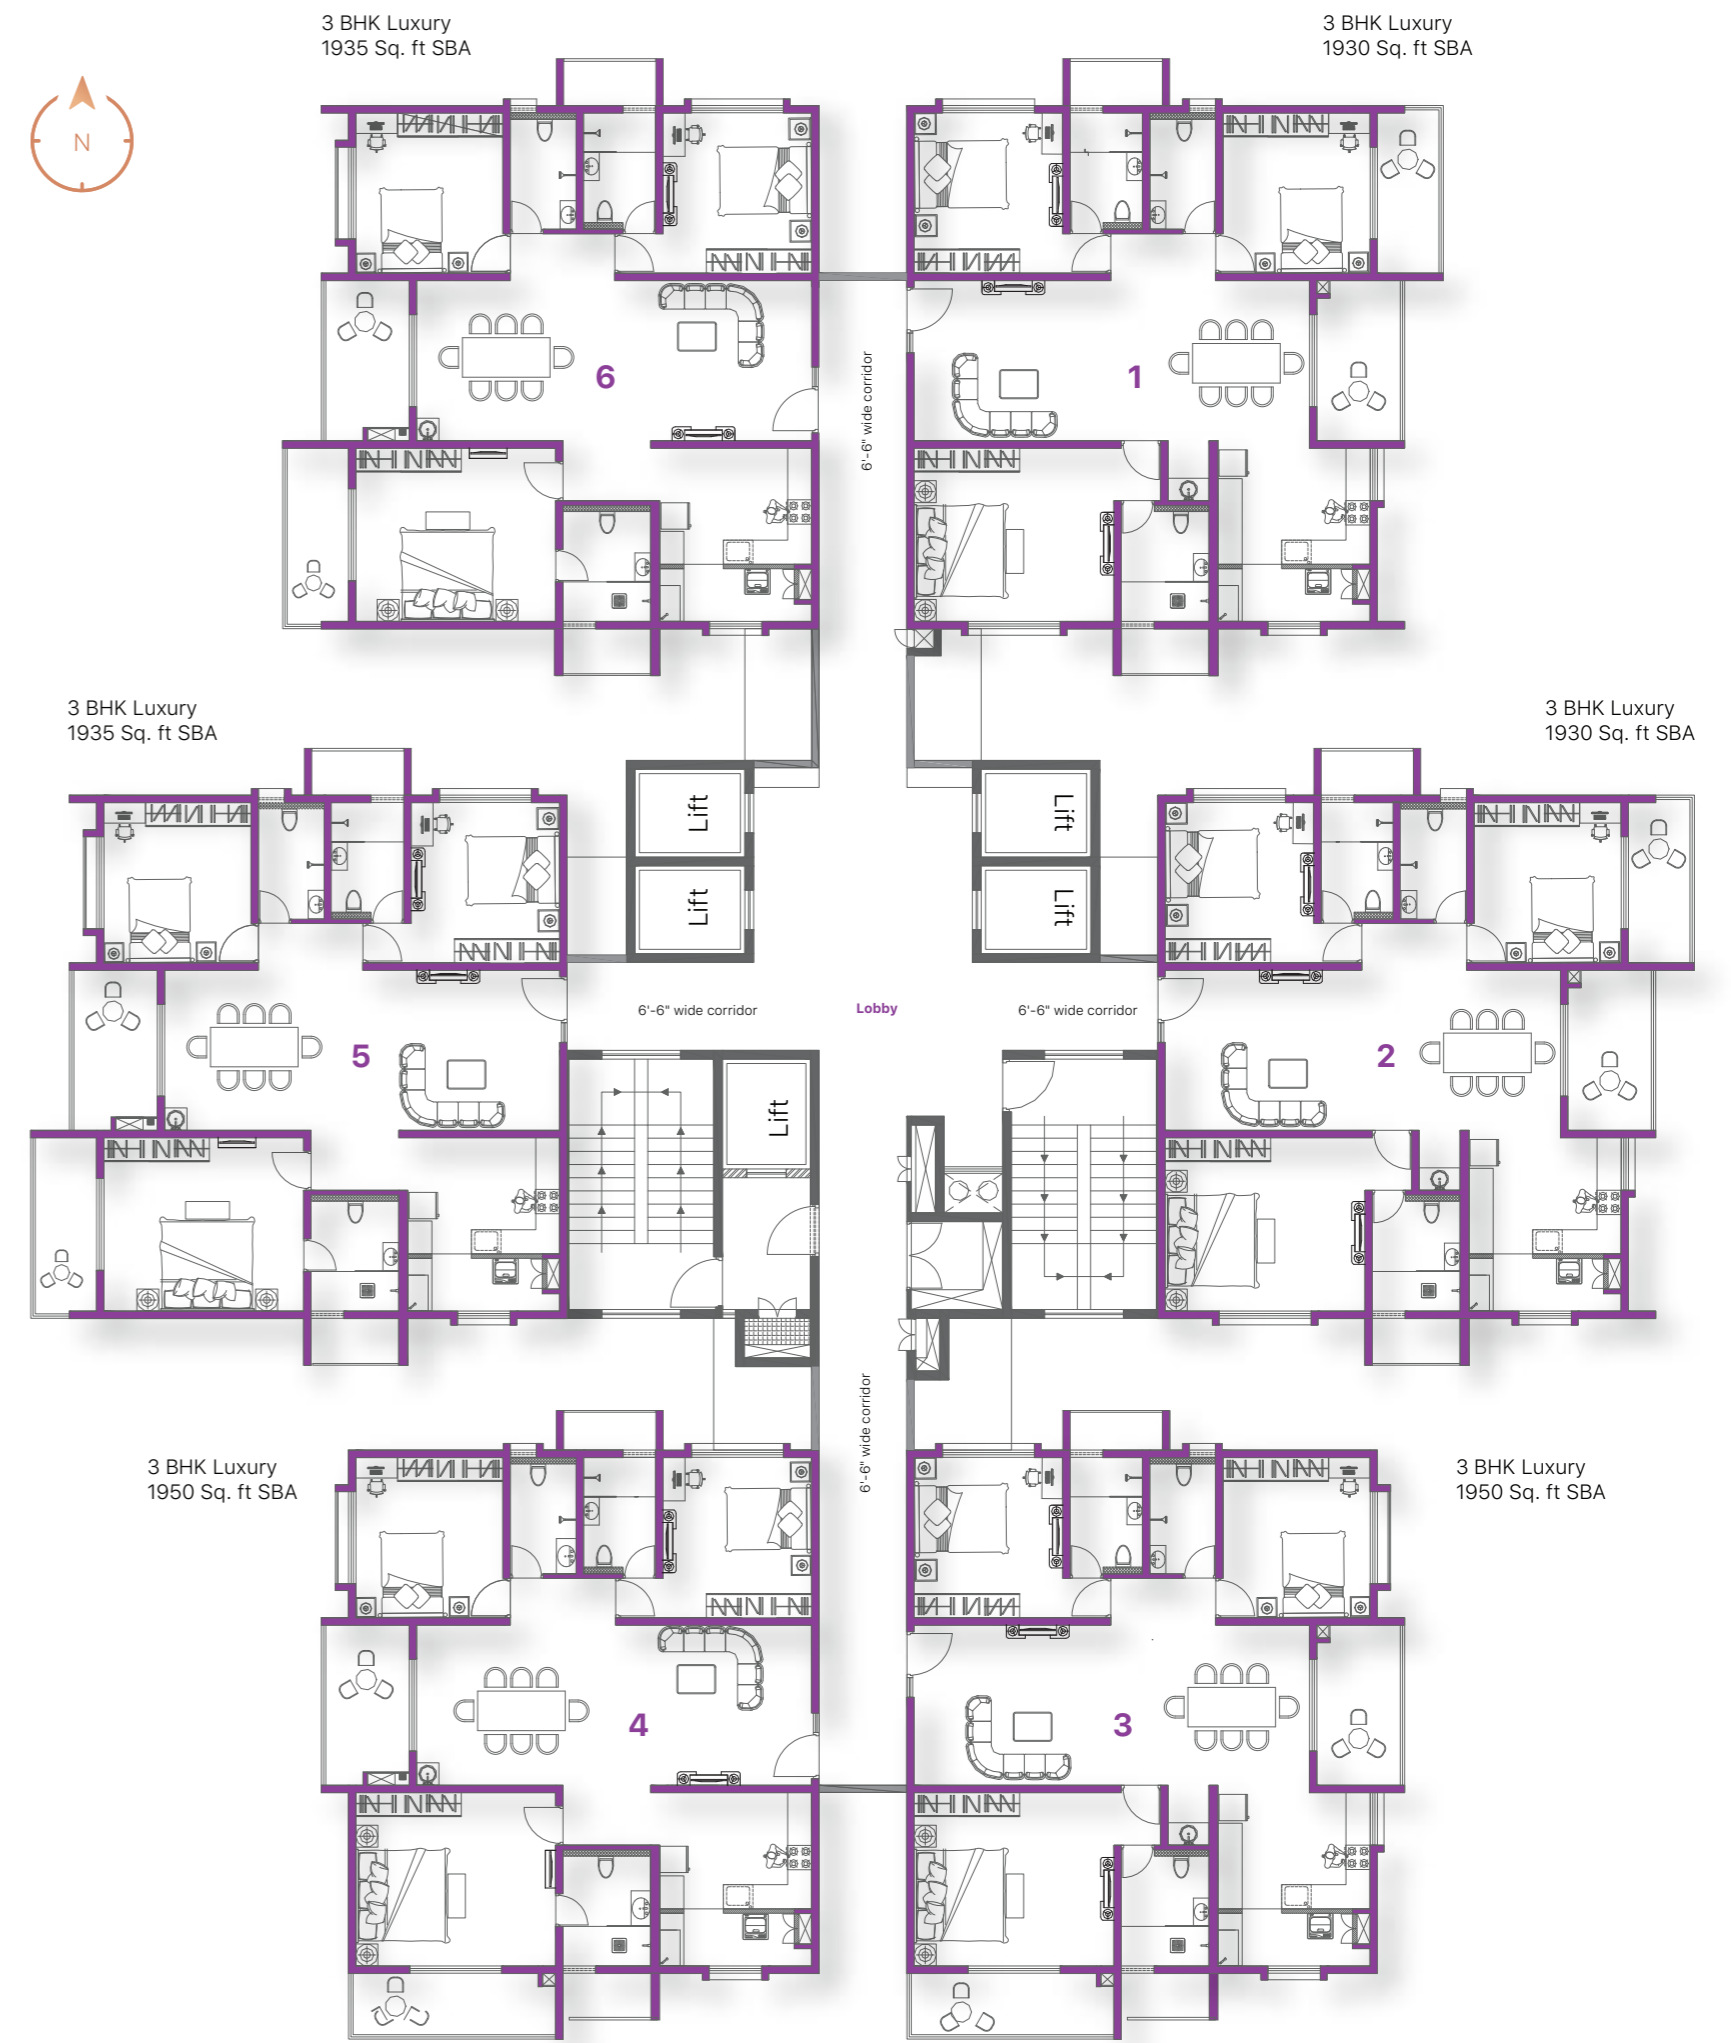 3 BHK Luxury
1935 Sq. ft SBA
3 BHK Luxury
1930 Sq. ft SBA
N
6
6'-6" wide corridor
1
3 BHK Luxury
1935 Sq. ft SBA
3 BHK Luxury
1930 Sq. ft SBA
Lift
Lift
Lift
Lift
6'-6" wide corridor
Lobby
6'-6" wide corridor
5
2
Lift
6'-6" wide corridor
3 BHK Luxury
1950 Sq. ft SBA
3 BHK Luxury
1950 Sq. ft SBA
4
3